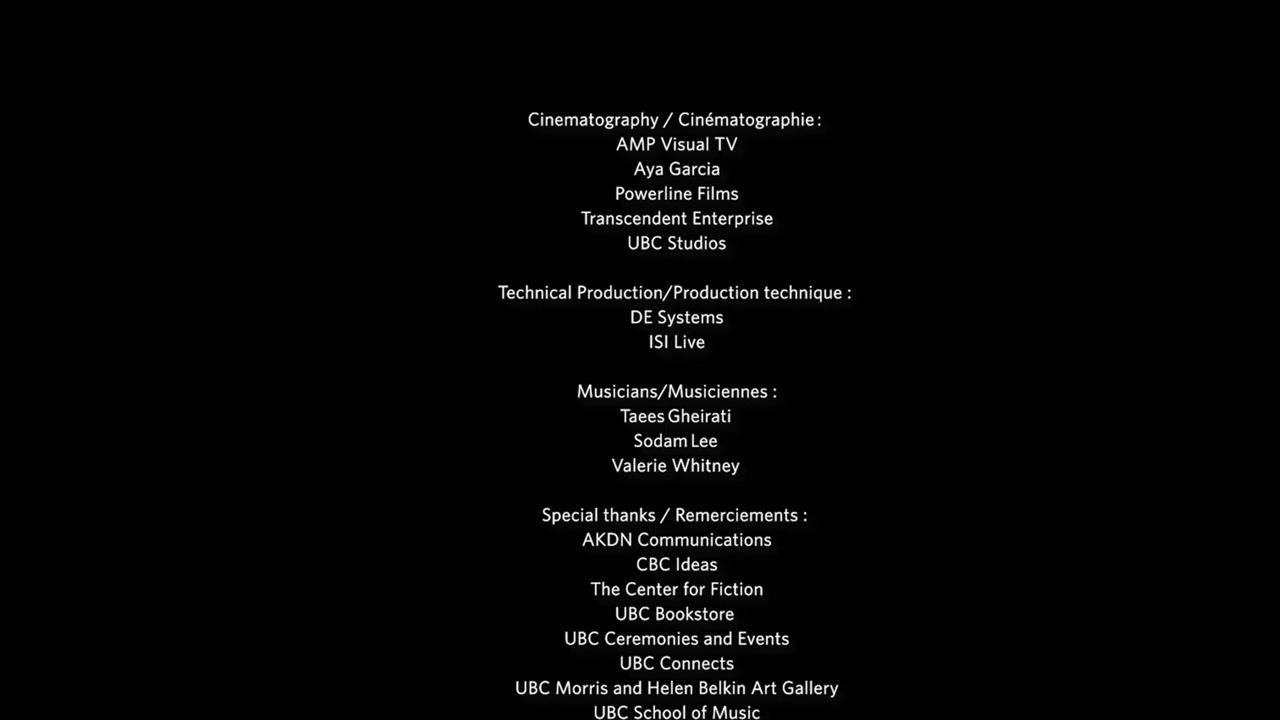 Cinematography / Cinématographie :
AMP Visual TV
Aya Garcia
Powerline Films
Transcendent Enterprise
UBC Studios
Technical Production/Production technique :
DE Systems
ISI Live
Musicians/Musiciennes :
Taees Gheirati
Sodam Lee
Valerie Whitney
Special thanks / Remerciements :
AKDN Communications
CBC Ideas
The Center for Fiction
UBC Bookstore
UBC Ceremonies and Events
UBC Connects
UBC Morris and Helen Belkin Art Gallery
UBC School of Music